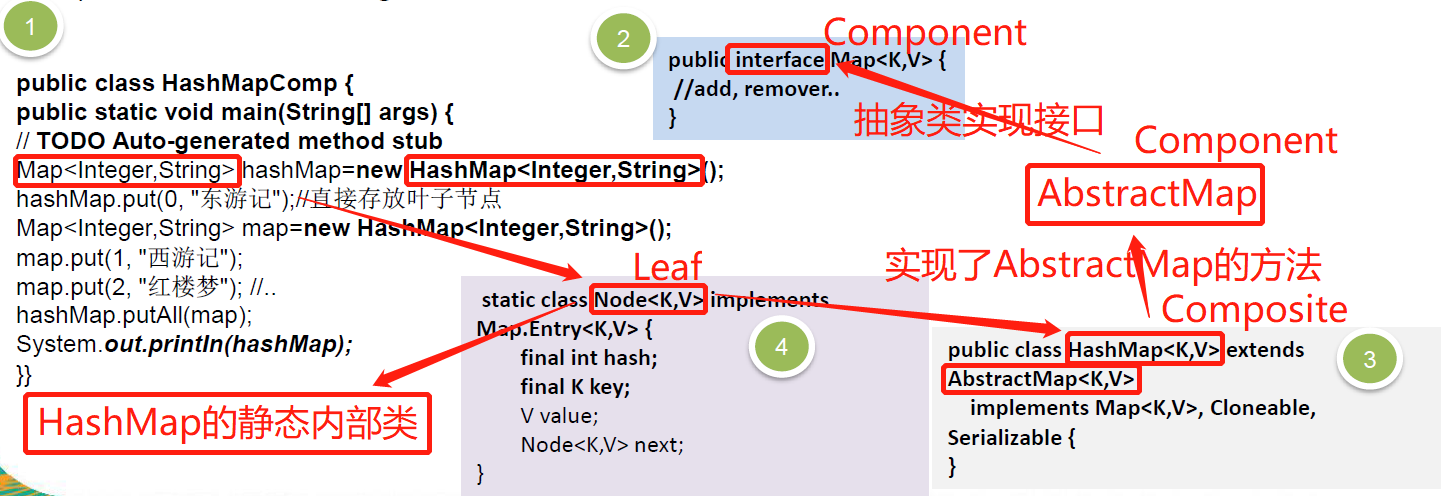 1
public class HashMapComp {
public static void main(String[] args) {
// TODO Auto-generated method stub
Map<Integer,String> hashMap=new HashMap<Integer,String>();
hashMap.put(0, "东游记");//直接存放叶子节点
Map<Integer,String> map=new HashMap<Integer,String>();
map.put(1, "西游记");
map.put(2, "红楼梦"); //..
hashMap.putAll(map);
System.out.println(hashMap);
}}
HashMap的静态内部类
2
Component
public interface Map<K,V> {
//add, remover..
}
抽象类实现接口
Component
AbstractMap
实现了AbstractMap的方法
Composite
3
public class HashMap<K,V> extends
AbstractMap<K,V>
implements Map<K,V>, Cloneable,
Serializable {
}
Leaf
4
static class Node<K,V> implements
Map.Entry<K,V> {
final int hash;
final K key;
V value;
Node<K,V> next;
}